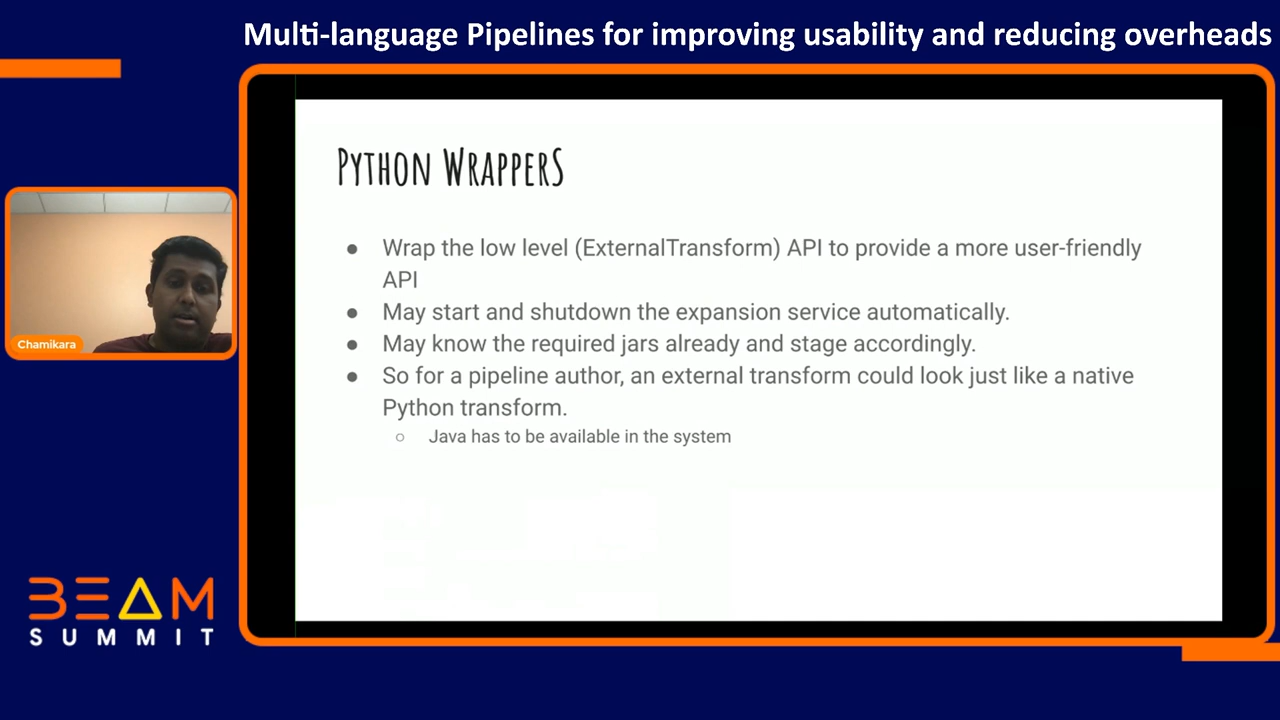 Multi-language Pipelines for improving usability and reducing overheads
PYTHON WRAPPERS
● Wrap the low level (ExternalTransform) API to provide a more user-friendly
API
● May start and shutdown the expansion service automatically.
● May know the required jars already and stage accordingly.
● So for a pipeline author, an external transform could look just like a native
Python transform.
○ Java has to be available in the system
Chamikara
BEAM
SUMMIT